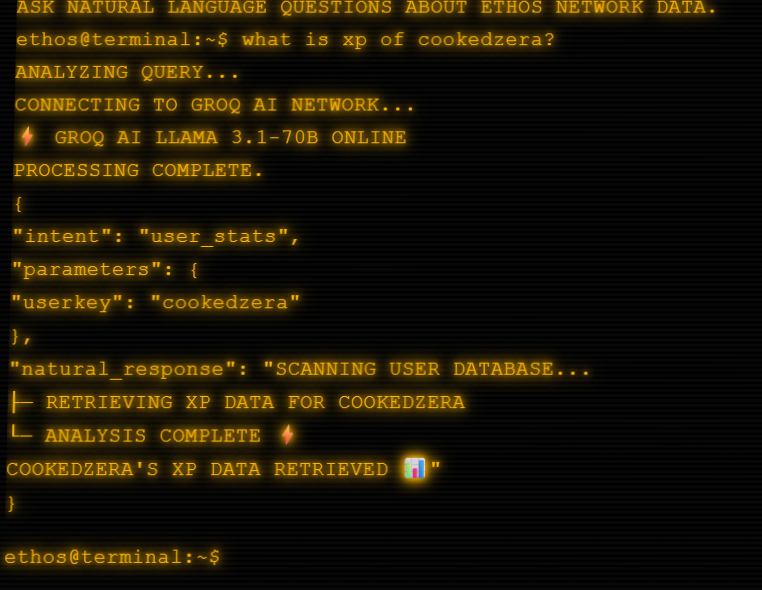 ASK NATURAL LANGUAGE QUESTIONS ABOUT ETHOS NETWORK DATA.
ethos@terminal:~$ what is xp of cookedzera?
ANALYZING QUERY...
CONNECTING TO GROQ AI NETWORK...
⚡ GROQ AI LLAMA 3.1-70B ONLINE
PROCESSING COMPLETE.
{
"intent": "user_stats",
"parameters": {
"userkey": "cookedzera"
},
"natural_response": "SCANNING USER DATABASE...
├─ RETRIEVING XP DATA FOR COOKEDZERA
└─ ANALYSIS COMPLETE ⚡
COOKEDZERA'S XP DATA RETRIEVED 📊"
}
ethos@terminal:~$